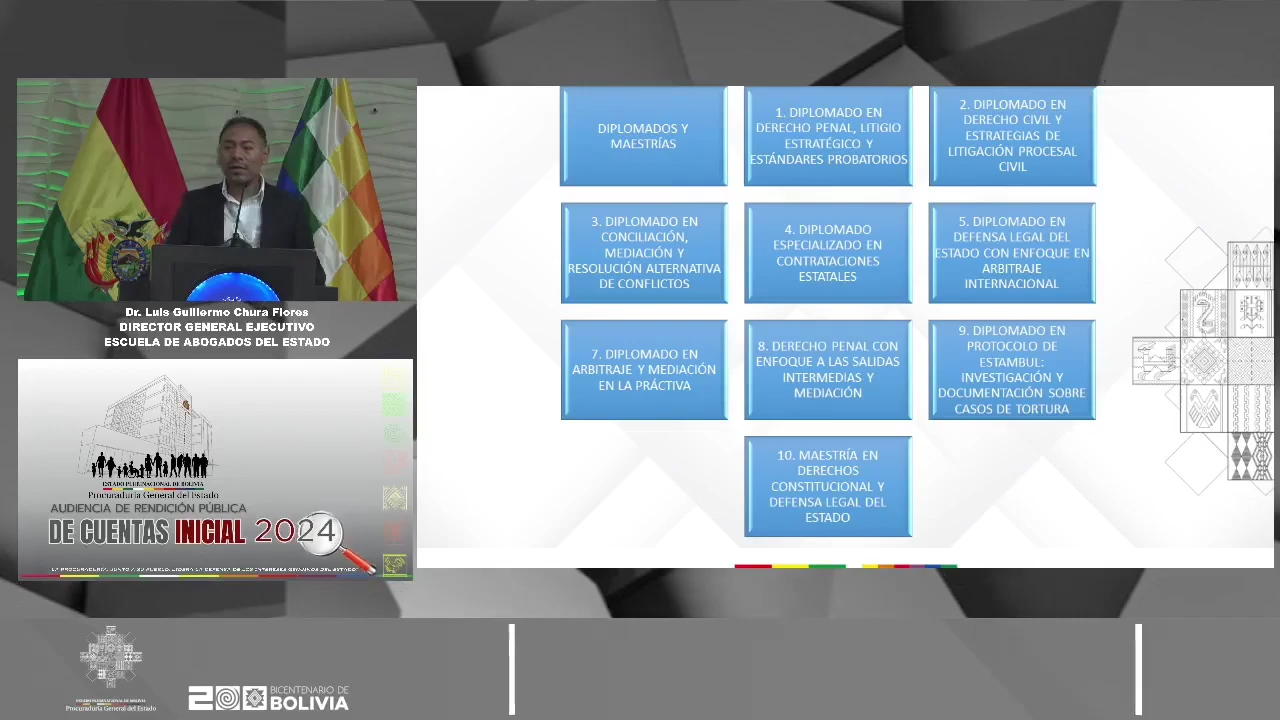 Dr. Luis Guillermo Chura Flores
DIRECTOR GENERAL EJECUTIVO
ESCUELA DE ABOGADOS DEL ESTADO
ESTADO PLURINACIONAL DE BOLIVIA
Procuraduría General del Estado
AUDIENCIA DE RENDICIÓN PÚBLICA
DE CUENTAS INICIAL 2024
DIPLOMADOS Y
MAESTRÍAS
1. DIPLOMADO EN
DERECHO PENAL, LITIGIO
ESTRATÉGICO Y
ESTÁNDARES PROBATORIOS
2. DIPLOMADO EN
DERECHO CIVIL Y
ESTRATEGIAS DE
LITIGACIÓN PROCESAL
CIVIL
3. DIPLOMADO EN
CONCILIACIÓN,
MEDIACIÓN Y
RESOLUCIÓN ALTERNATIVA
DE CONFLICTOS
4. DIPLOMADO
ESPECIALIZADO EN
CONTRATACIONES
ESTATALES
5. DIPLOMADO EN
DEFENSA LEGAL DEL
ESTADO CON ENFOQUE EN
ARBITRAJE
INTERNACIONAL
7. DIPLOMADO EN
ARBITRAJE Y MEDIACIÓN
EN LA PRÁCTIVA
8. DERECHO PENAL CON
ENFOQUE A LAS SALIDAS
INTERMEDIAS Y
MEDIACIÓN
9. DIPLOMADO EN
PROTOCOLO DE
ESTAMBUL:
INVESTIGACIÓN Y
DOCUMENTACIÓN SOBRE
CASOS DE TORTURA
10. MAESTRÍA EN
DERECHOS
CONSTITUCIONAL Y
DEFENSA LEGAL DEL
ESTADO
ESTADO PLURINACIONAL DE BOLIVIA
Procuraduría General del Estado
200 BICENTENARIO DE
BOLIVIA